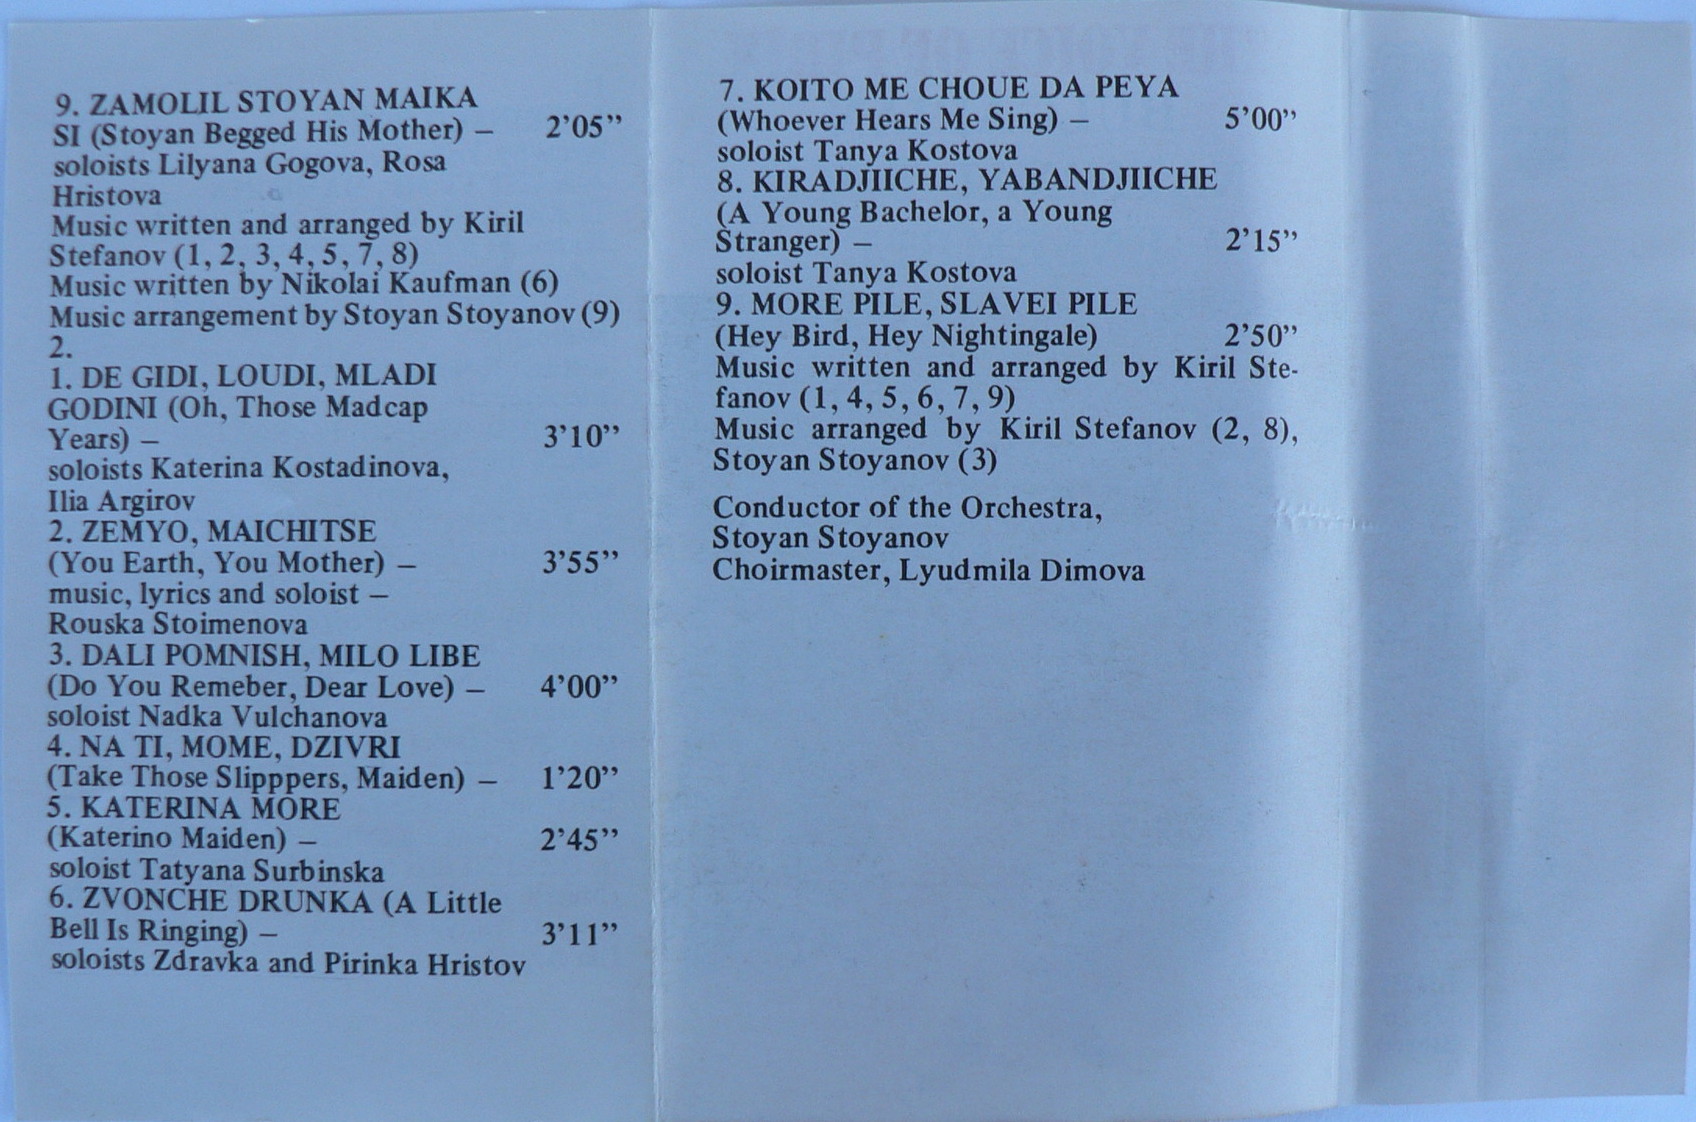 9. ZAMOLIL STOYAN MAIKA
SI (Stoyan Begged His Mother) – 2'05”
soloists Lilyana Gogova, Rosa
Hristova
Music written and arranged by Kiril
Stefanov (1, 2, 3, 4, 5, 7, 8)
Music written by Nikolai Kaufman (6)
Music arrangement by Stoyan Stoyanov (9)
2.
1. DE GIDI, LOUDI, MLADI
GODINI (Oh, Those Madcap
Years) – 3'10”
soloists Katerina Kostadinova,
Ilia Argirov
2. ZEMYO, MAICHITSE
(You Earth, You Mother) – 3'55”
music, lyrics and soloist –
Rouska Stoimenova
3. DALI POMNISH, MILO LIBE
(Do You Remeber, Dear Love) – 4'00”
soloist Nadka Vulchanova
4. NA TI, MOME, DZIVRI
(Take Those Slipppers, Maiden) – 1'20”
5. KATERINA MORE
(Katerino Maiden) – 2'45”
soloist Tatyana Surbinska
6. ZVONCHE DRUNKA (A Little
Bell Is Ringing) – 3'11”
soloists Zdravka and Pirinka Hristov
7. KOITO ME CHOUE DA PEYA
(Whoever Hears Me Sing) – 5'00”
soloist Tanya Kostova
8. KIRADJIICHE, YABANDJIICHE
(A Young Bachelor, a Young
Stranger) – 2'15”
soloist Tanya Kostova
9. MORE PILE, SLAVEI PILE
(Hey Bird, Hey Nightingale) 2'50”
Music written and arranged by Kiril Ste-
fanov (1, 4, 5, 6, 7, 9)
Music arranged by Kiril Stefanov (2, 8),
Stoyan Stoyanov (3)
Conductor of the Orchestra,
Stoyan Stoyanov
Choirmaster, Lyudmila Dimova